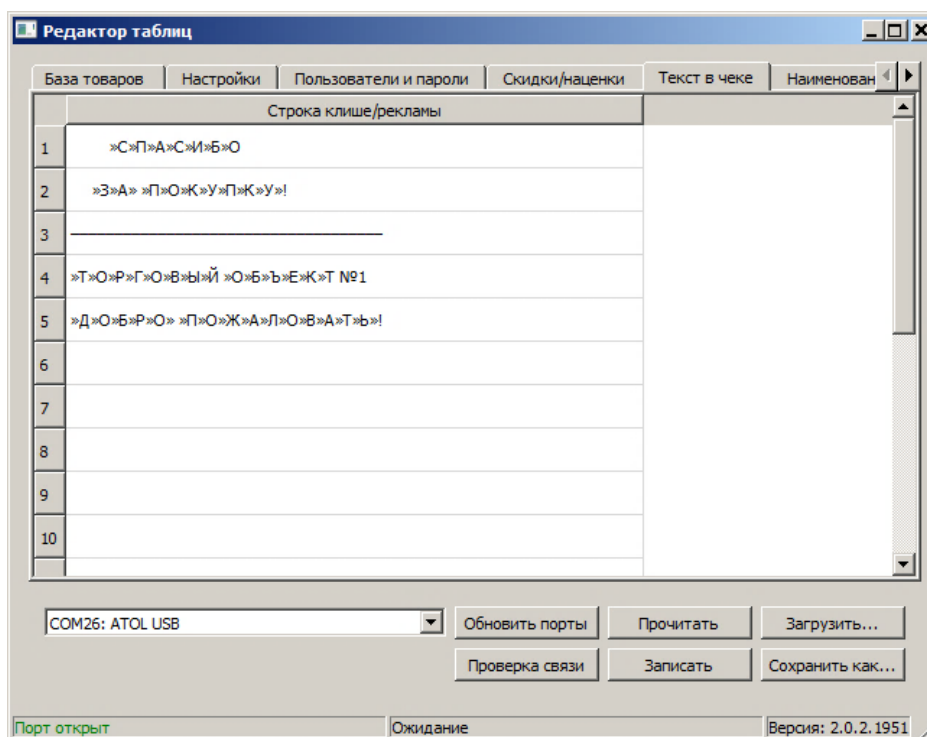 Редактор таблиц
База товаров Настройки Пользователи и пароли Скидки/наценки Текст в чеке Наименован
Строка клише/рекламы
1 »С»П»А»С»И»Б»О
2 »З»А» »П»О»К»У»П»К»У»!
3 ————————————————————
4 »Т»О»Р»Г»О»В»Ы»Й »О»Б»Ъ»Е»К»Т №1
5 »Д»О»Б»Р»О» »П»О»Ж»А»Л»О»В»А»Т»Ь»!
6
7
8
9
10
COM26: ATOL USB Обновить порты Прочитать Загрузить...
Проверка связи Записать Сохранить как...
Порт открыт Ожидание Версия: 2.0.2.1951